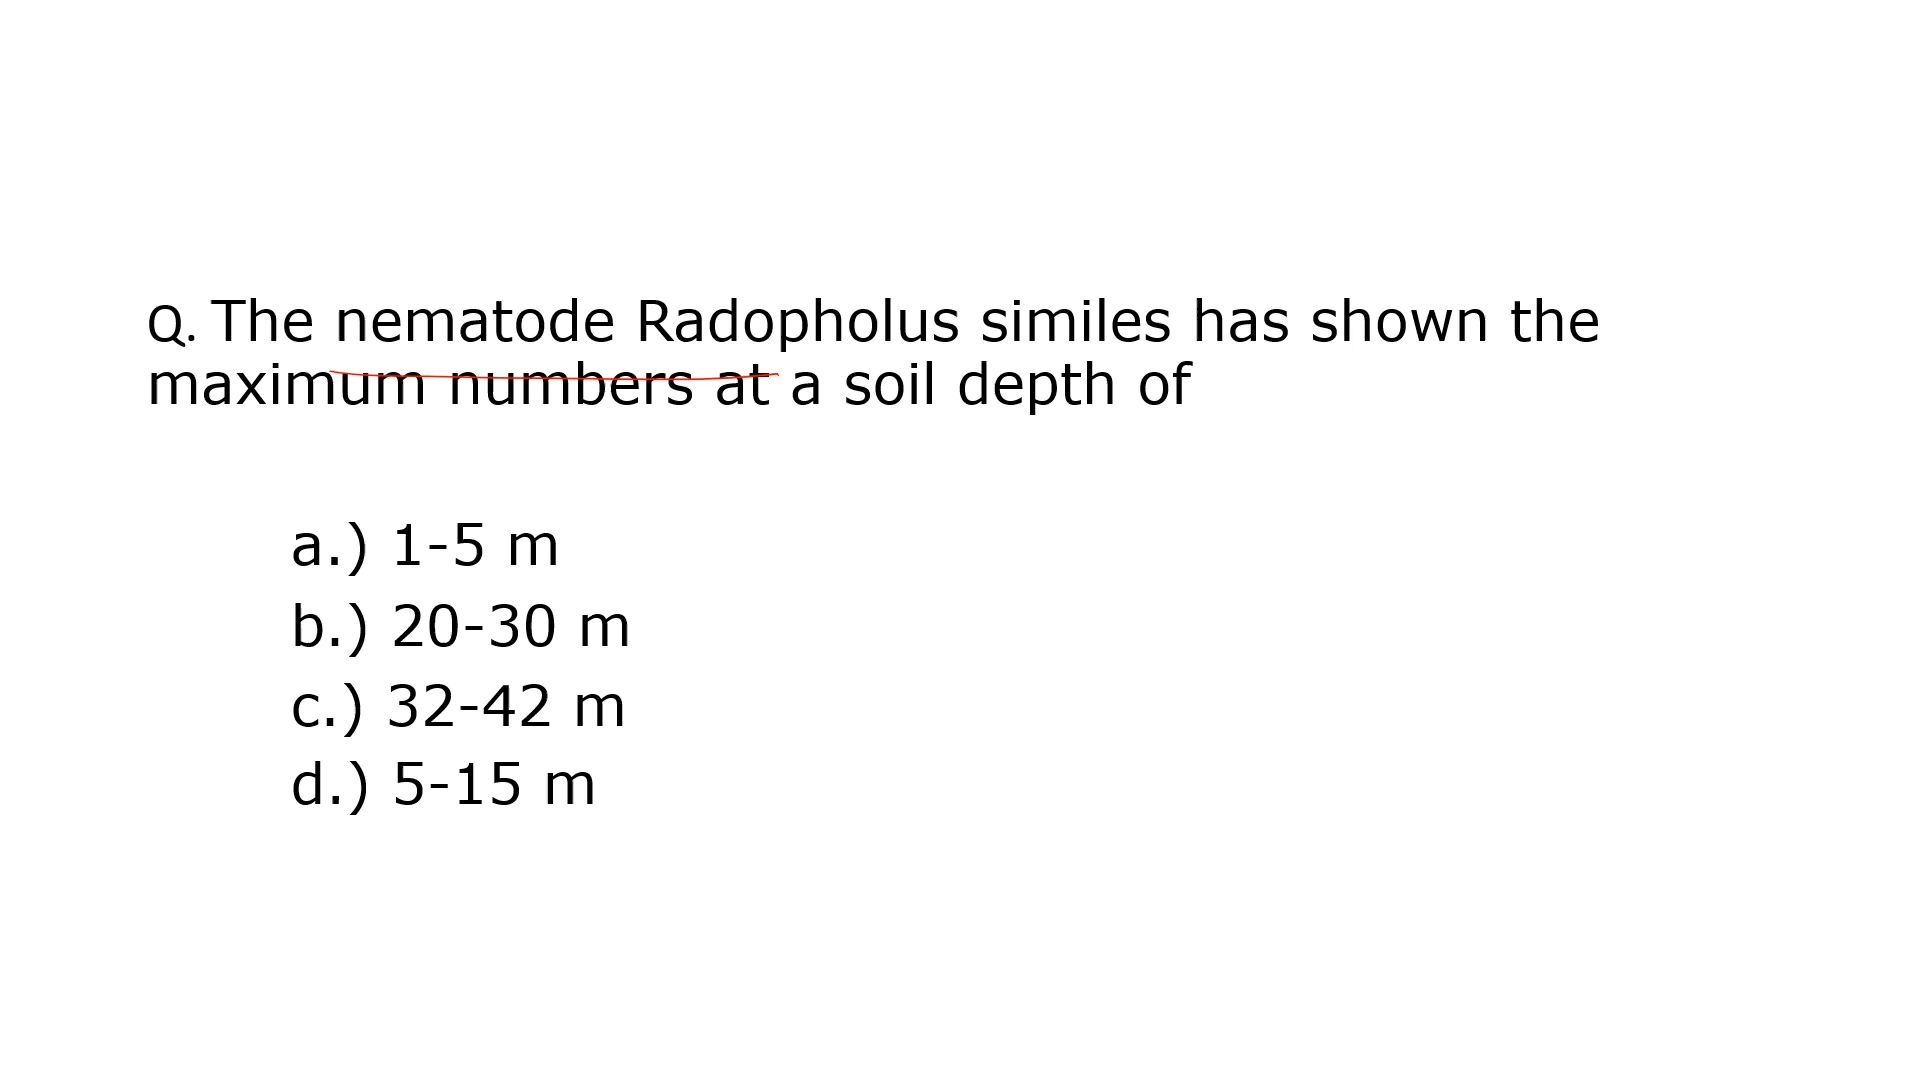 Q. The nematode Radopholus similes has shown the
maximum numbers at a soil depth of
a.) 1-5 m
b.) 20-30 m
c.) 32-42 m
d.) 5-15 m